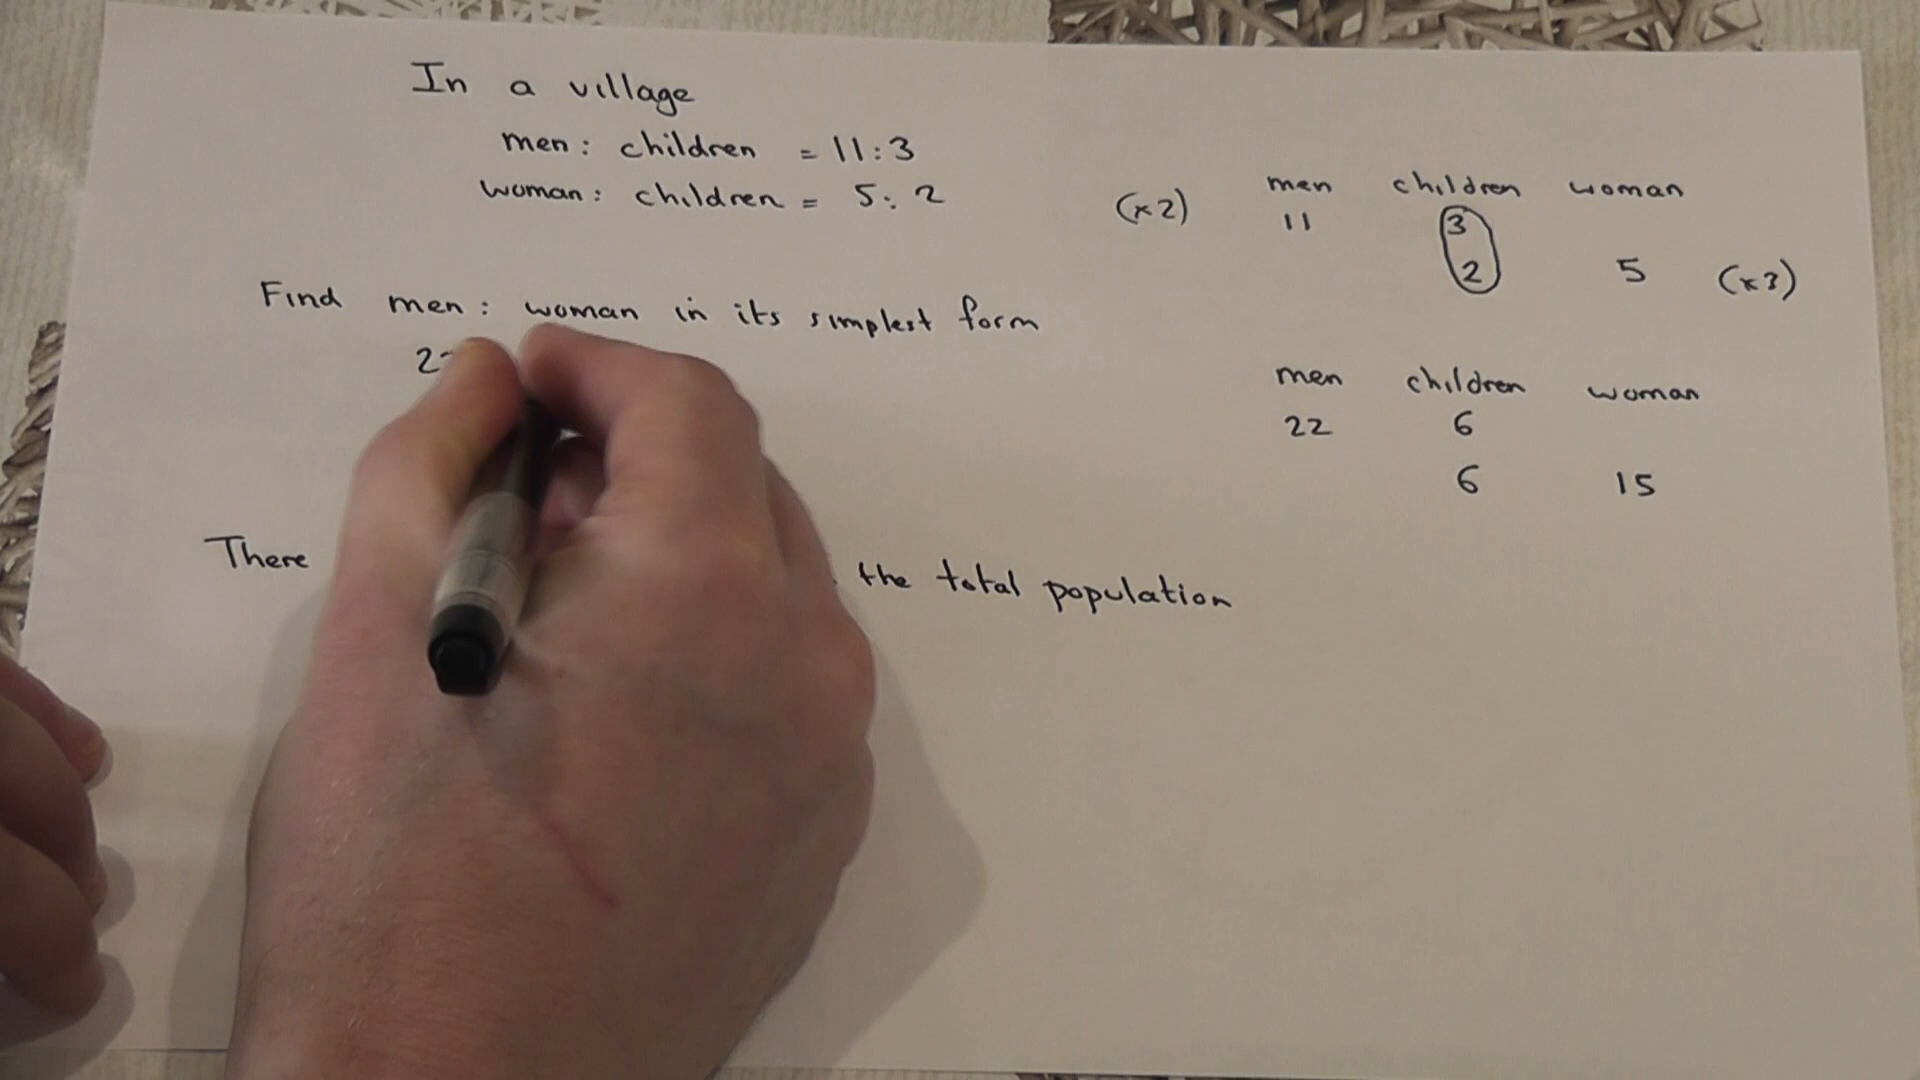 In a village
men: children = 11:3
woman: children = 5:2
Find men: woman in its simplest form
22
There the total population
men children woman
(x2) 11 3
2 5 (x3)
men children woman
22 6
6 15